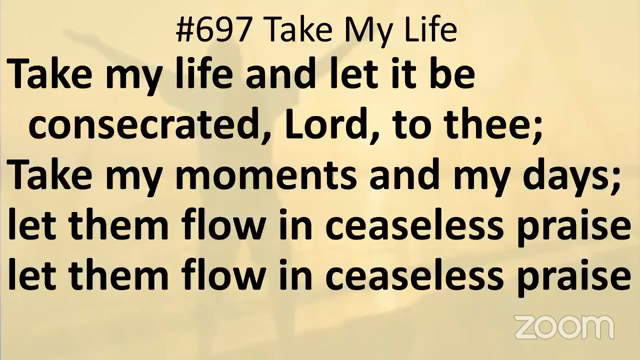 #697 Take My Life
Take my life and let it be
consecrated, Lord, to thee;
Take my moments and my days;
let them flow in ceaseless praise
let them flow in ceaseless praise
zoom